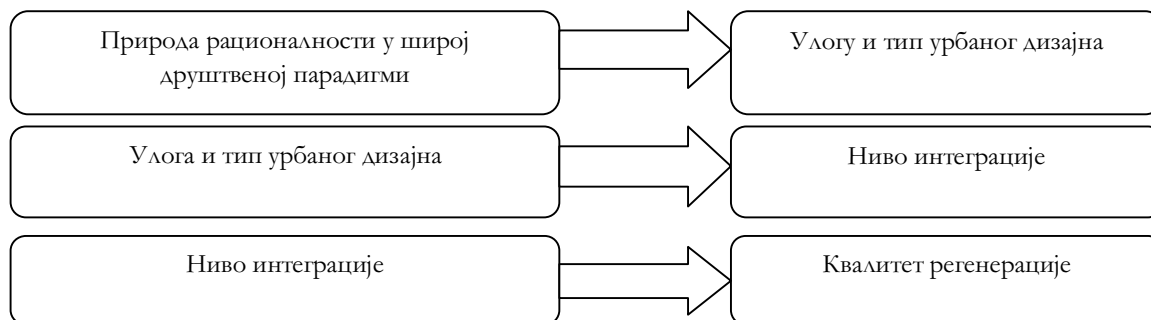 Природа рационалности у широј
друштвеној парадигми
Улогу и тип урбаног дизајна
Улога и тип урбаног дизајна
Ниво интеграције
Ниво интеграције
Квалитет регенерације